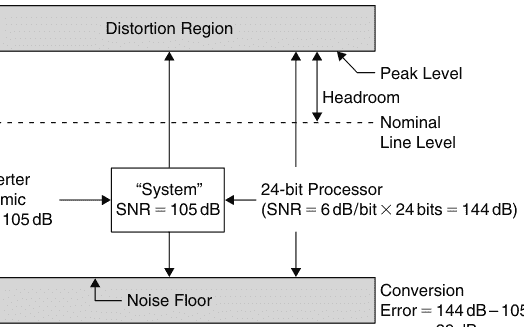 Distortion Region
Peak Level
Headroom
Nominal
Line Level
105 dB
“System”
SNR = 105 dB
24-bit Processor
(SNR = 6 dB/bit × 24 bits = 144 dB)
Noise Floor
Conversion
Error = 144 dB – 105